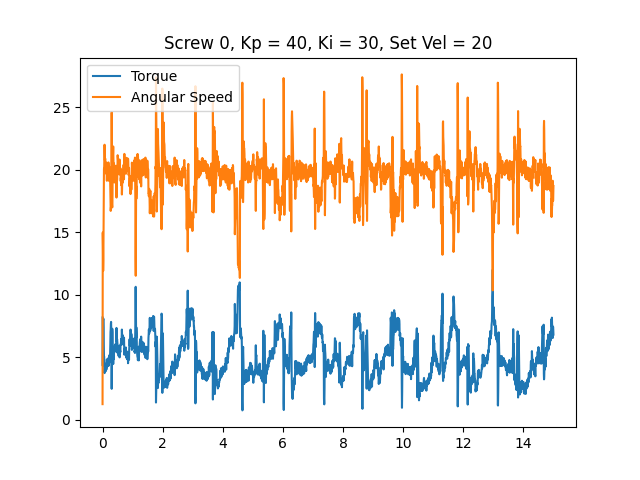 Screw 0, Kp = 40, Ki = 30, Set Vel = 20
Torque
Angular Speed
25
20
15
10
5
0
0 2 4 6 8 10 12 14